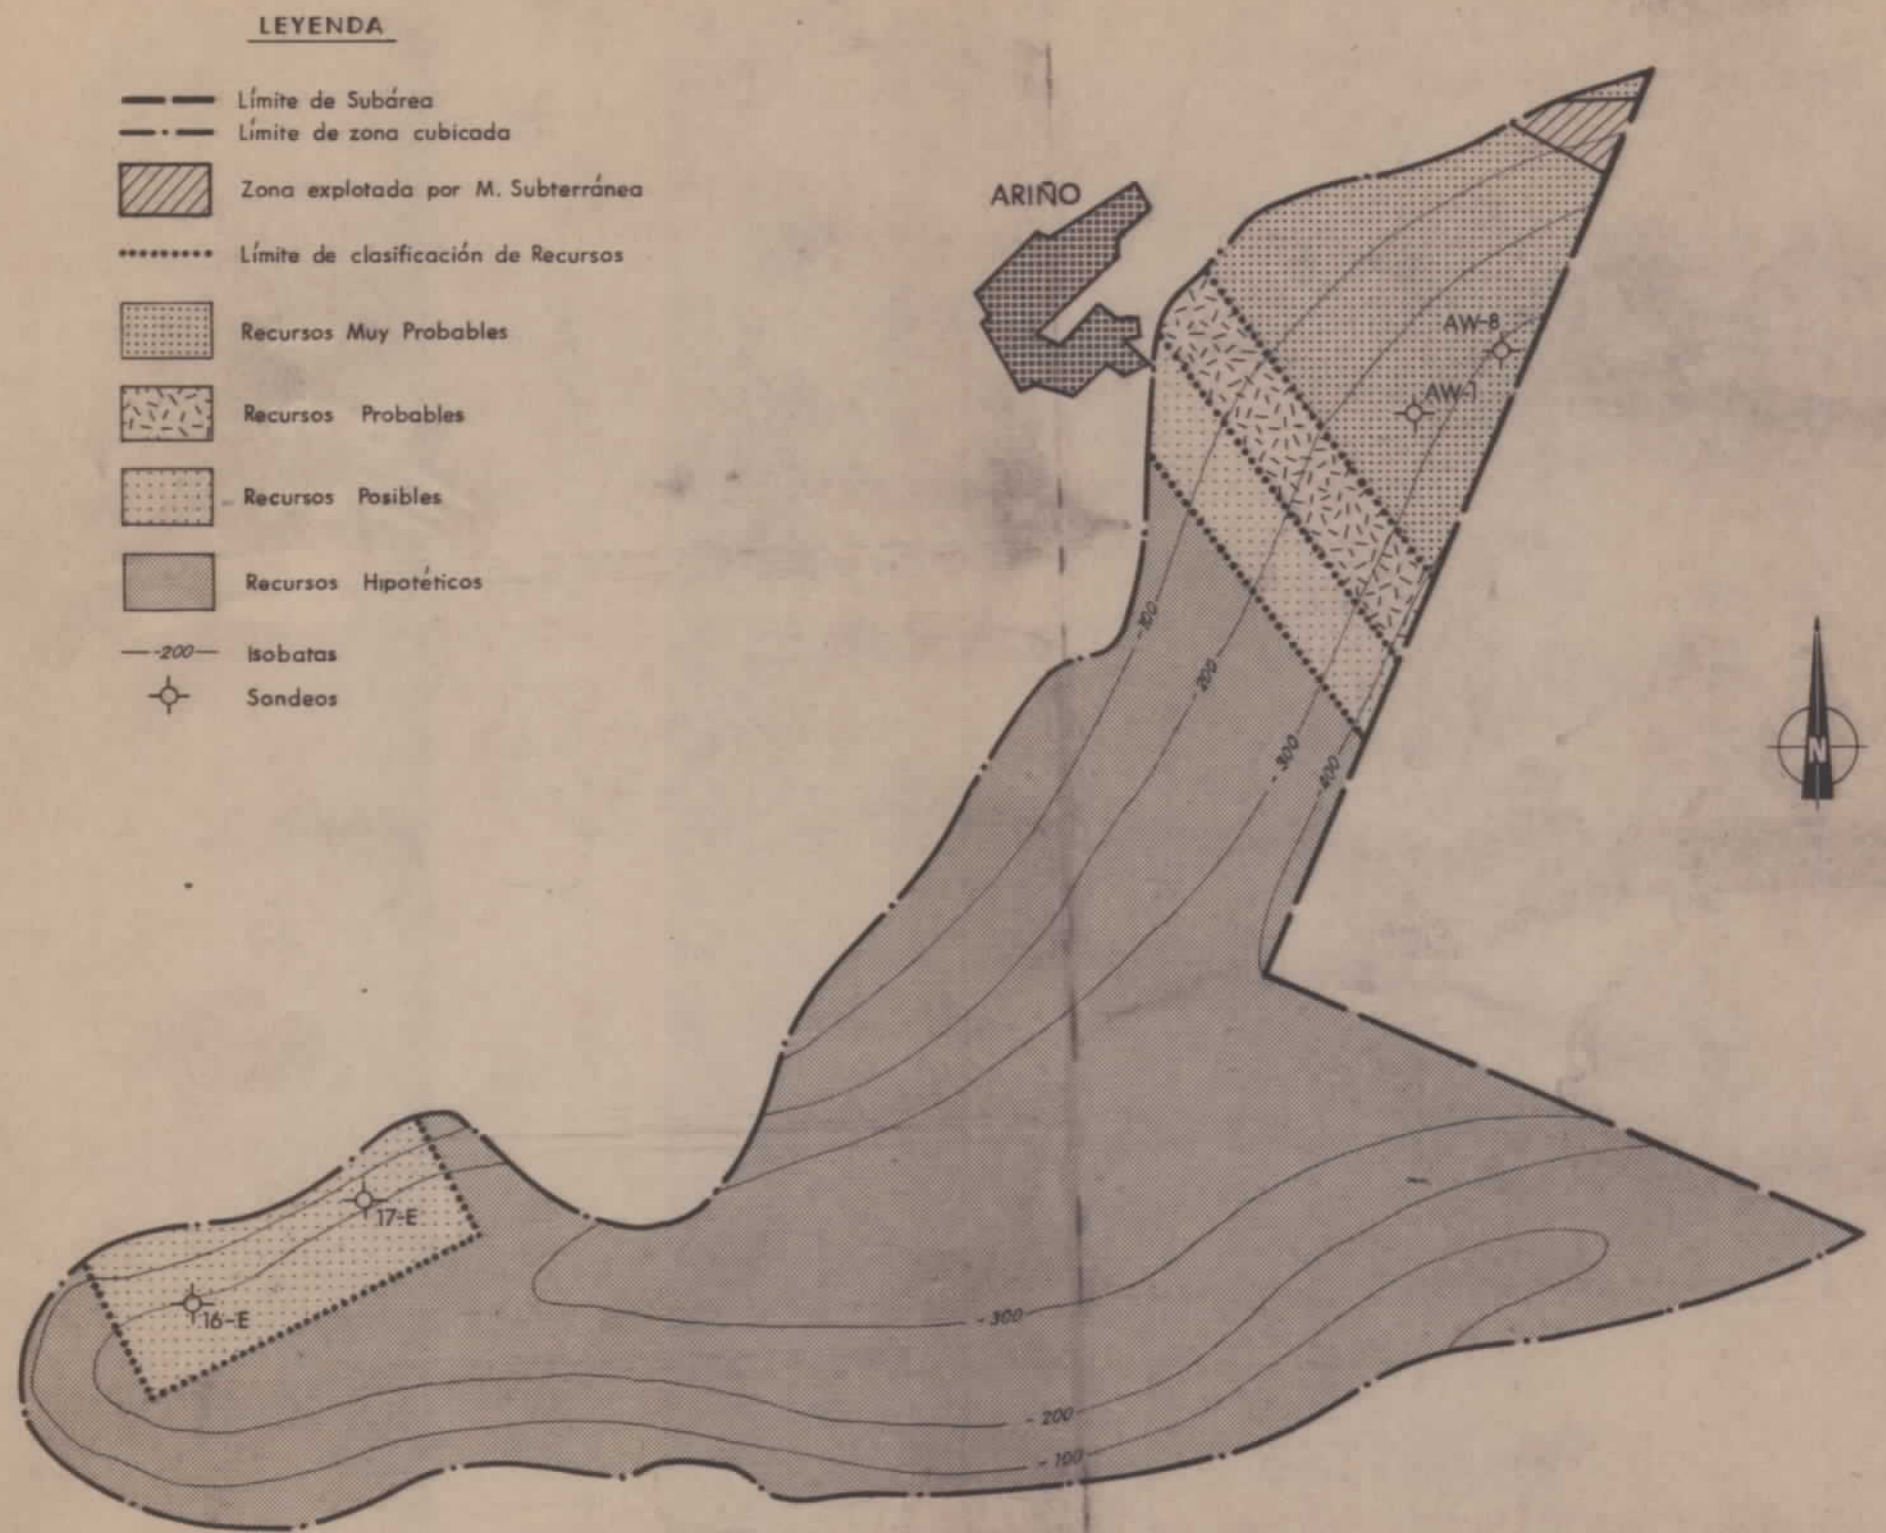 LEYENDA
Límite de Subárea
Límite de zona cubicada
Zona explotada por M. Subterránea
Límite de clasificación de Recursos
Recursos Muy Probables
Recursos Probables
Recursos Posibles
Recursos Hipotéticos
-200 Isobatas
Sondeos
ARIÑO
AW-8
AW-1
-100
-200
-300
-400
N
17-E
16-E
-300
-200
-100